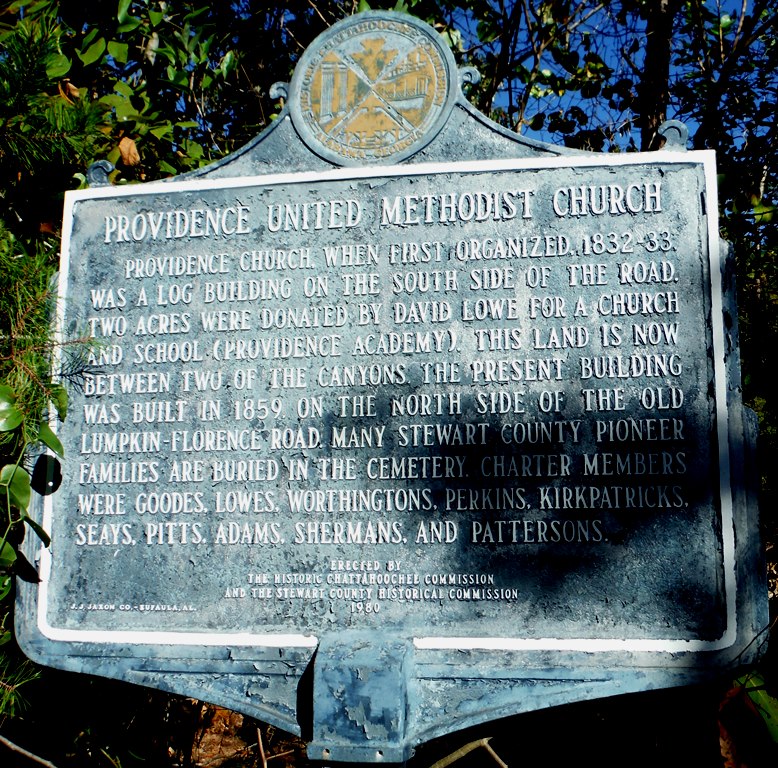 PROVIDENCE UNITED METHODIST CHURCH
PROVIDENCE CHURCH, WHEN FIRST ORGANIZED, 1832-33,
WAS A LOG BUILDING ON THE SOUTH SIDE OF THE ROAD.
TWO ACRES WERE DONATED BY DAVID LOWE FOR A CHURCH
AND SCHOOL (PROVIDENCE ACADEMY). THIS LAND IS NOW
BETWEEN TWO OF THE CANYONS. THE PRESENT BUILDING
WAS BUILT IN 1859, ON THE NORTH SIDE OF THE OLD
LUMPKIN-FLORENCE ROAD. MANY STEWART COUNTY PIONEER
FAMILIES ARE BURIED IN THE CEMETERY. CHARTER MEMBERS
WERE GOODES, LOWES, WORTHINGTONS, PERKINS, KIRKPATRICKS,
SEAYS, PITTS, ADAMS, SHERMANS, AND PATTERSONS.
ERECTED BY
THE HISTORIC CHATTAHOOCHEE COMMISSION
AND THE STEWART COUNTY HISTORICAL COMMISSION
1980
J.J JAXON CO.-EUFAULA, AL.